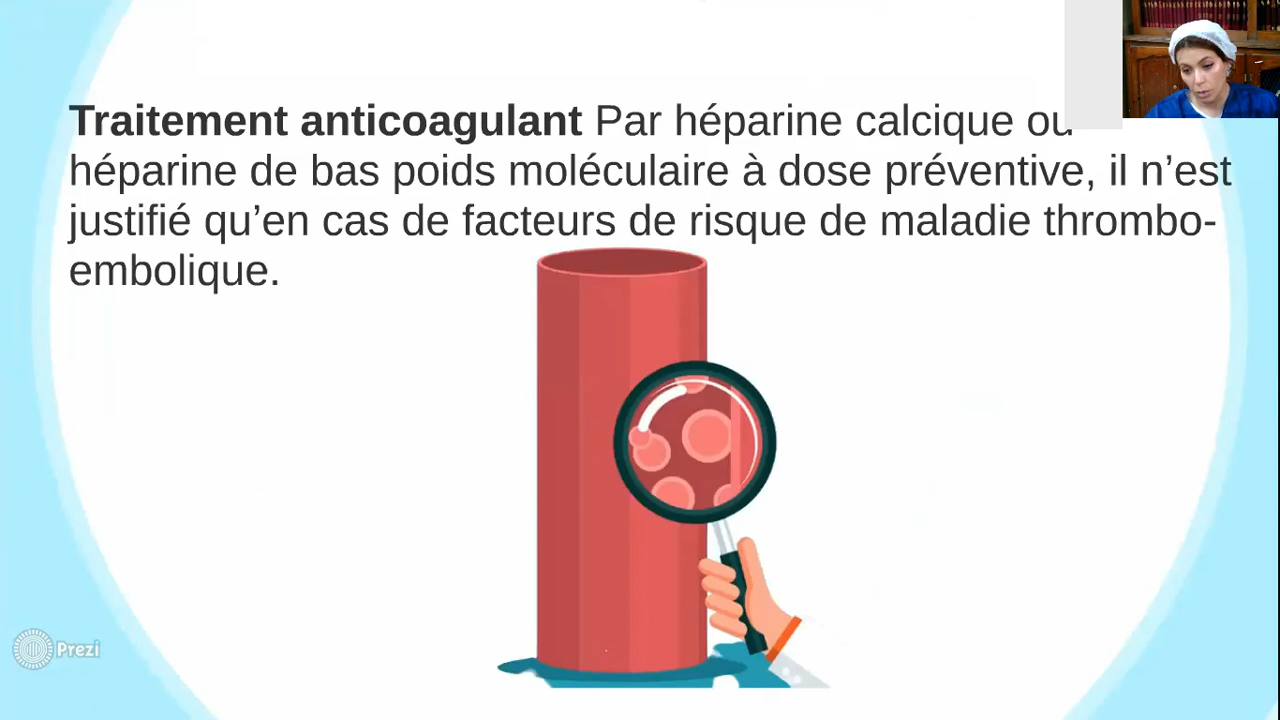 Traitement anticoagulant Par héparine calcique ou
héparine de bas poids moléculaire à dose préventive, il n’est
justifié qu’en cas de facteurs de risque de maladie thrombo-
embolique.
Prezi